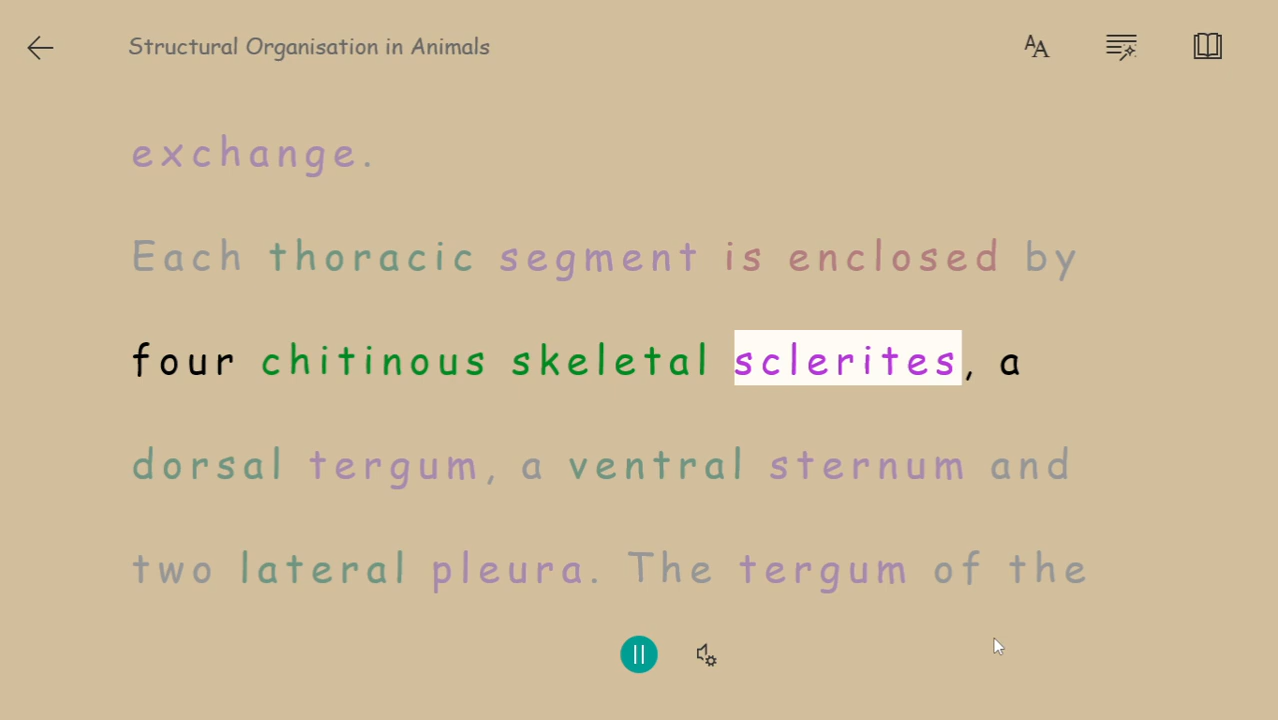 Structural Organisation in Animals
exchange.
Each thoracic segment is enclosed by
four chitinous skeletal sclerites, a
dorsal tergum, a ventral sternum and
two lateral pleura. The tergum of the